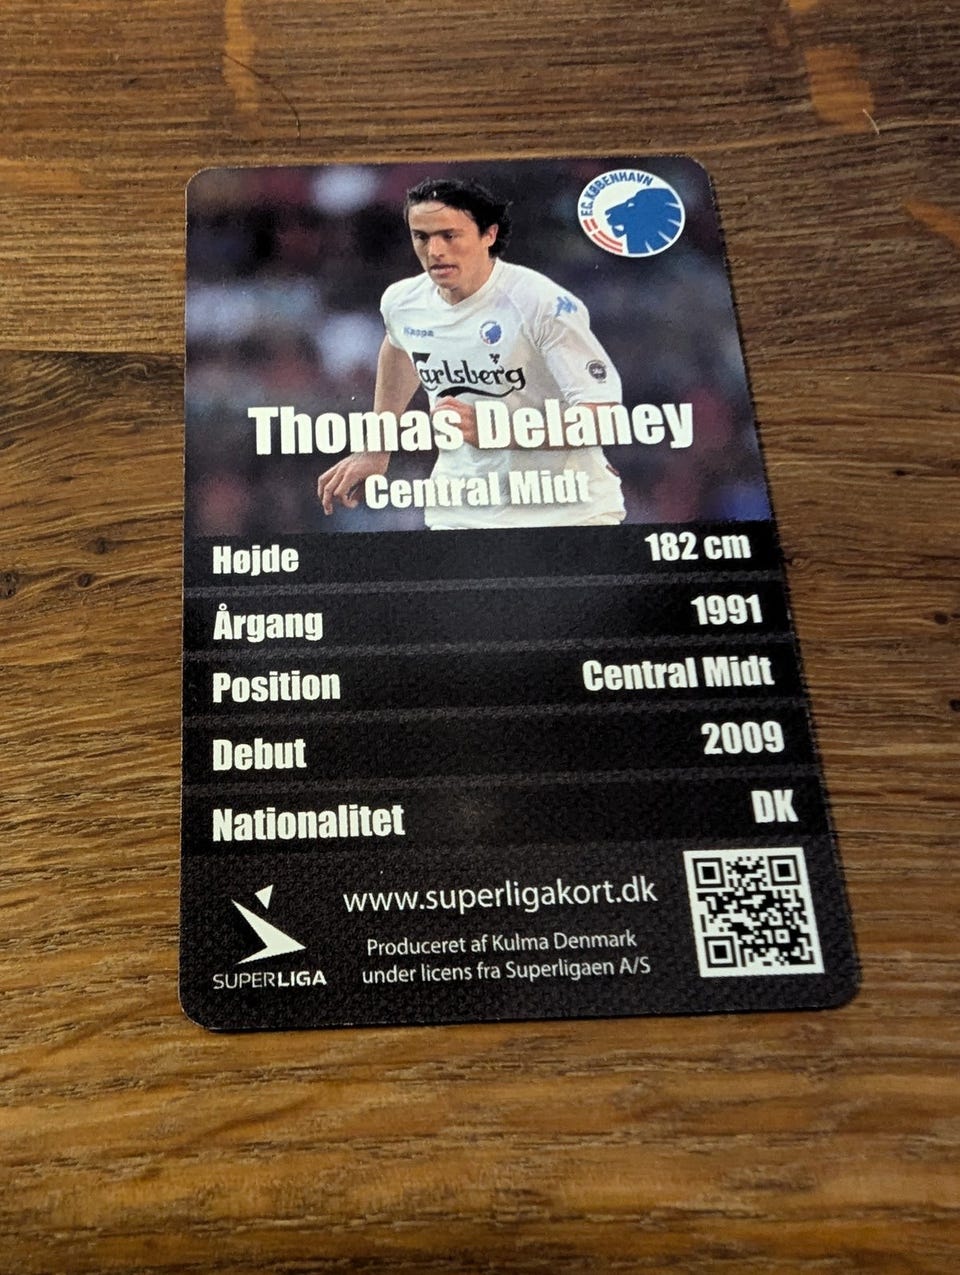 F.C. KØBENHAVN
Kappa
Carlsberg
Thomas Delaney
Central Midt
Højde 182 cm
Årgang 1991
Position Central Midt
Debut 2009
Nationalitet DK
www.superligakort.dk
Produceret af Kulma Denmark
under licens fra Superligaen A/S
SUPERLIGA